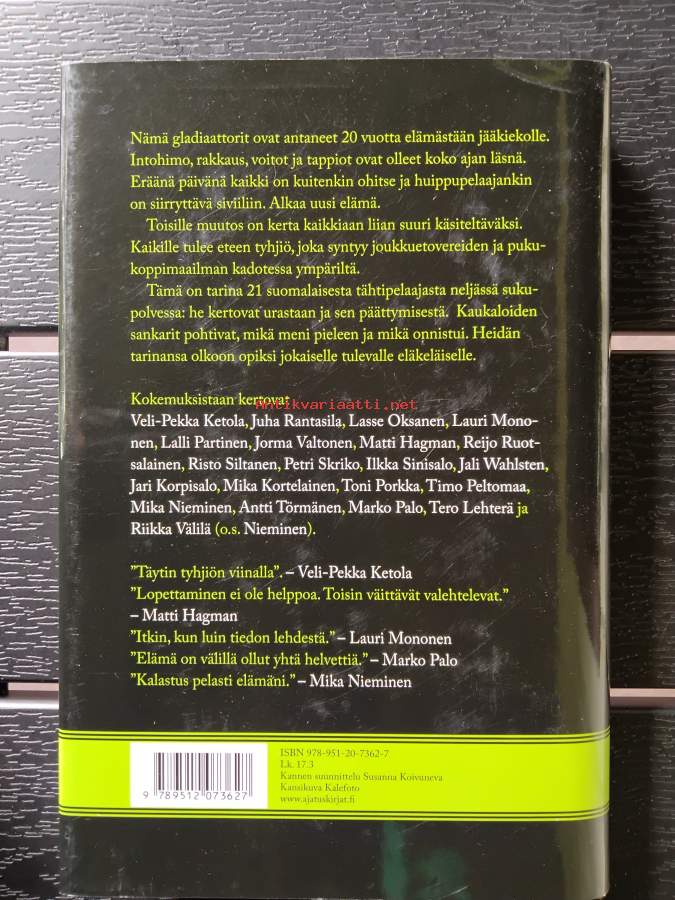 Nämä gladiaattorit ovat antaneet 20 vuotta elämästään jääkiekolle.
Intohimo, rakkaus, voitot ja tappiot ovat olleet koko ajan läsnä.
Eräänä päivänä kaikki on kuitenkin ohitse ja huippupelaajankin
on siirryttävä siviiliin. Alkaa uusi elämä.
Toisille muutos on kerta kaikkiaan liian suuri käsiteltäväksi.
Kaikille tulee eteen tyhjiö, joka syntyy joukkuetovereiden ja puku-
koppimaailman kadotessa ympäriltä.
Tämä on tarina 21 suomalaisesta tähtipelaajasta neljässä suku-
polvessa: he kertovat urastaan ja sen päättymisestä. Kaukaloiden
sankarit pohtivat, mikä meni pieleen ja mikä onnistui. Heidän
tarinansa olkoon opiksi jokaiselle tulevalle eläkeläiselle.
Kokemuksistaan kertovat
Antikvariaatti.net
Veli-Pekka Ketola, Juha Rantasila, Lasse Oksanen, Lauri Mono-
nen, Lalli Partinen, Jorma Valtonen, Matti Hagman, Reijo Ruot-
salainen, Risto Siltanen, Petri Skriko, Ilkka Sinisalo, Jali Wahlsten,
Jari Korpisalo, Mika Kortelainen, Toni Porkka, Timo Peltomaa,
Mika Nieminen, Antti Törmänen, Marko Palo, Tero Lehterä ja
Riikka Välilä (o.s. Nieminen).
”Täytin tyhjiön viinalla”. – Veli-Pekka Ketola
”Lopettaminen ei ole helppoa. Toisin väittävät valehtelevat.”
– Matti Hagman
”Itkin, kun luin tiedon lehdestä.” – Lauri Mononen
”Elämä on välillä ollut yhtä helvettiä.” – Marko Palo
”Kalastus pelasti elämäni.” – Mika Nieminen
ISBN 978-951-20-7362-7
Lk. 17.3
Kannen suunnittelu Susanna Koivuneva
Kansikuva Kalefoto
www.ajatuskirjat.fi
9 789512 073627